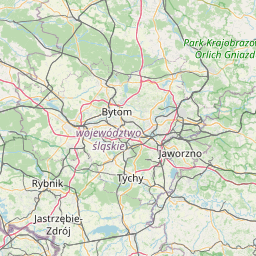 Park Krajobrazo
Orlich Gniazd
Bytom
województwo
śląskie
Jaworzno
Tychy
Rybnik
Jastrzębie-
Zdrój